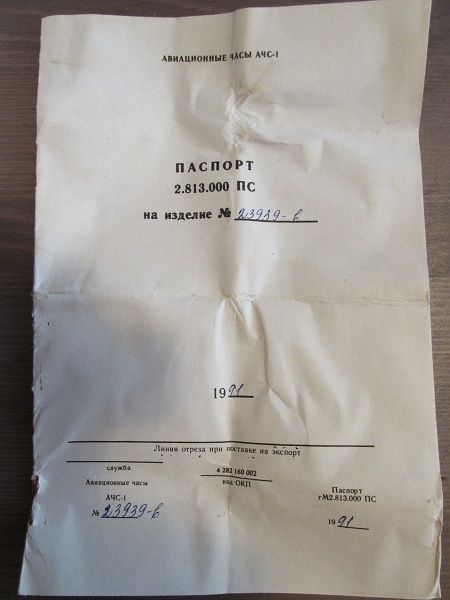 АВИАЦИОННЫЕ ЧАСЫ АЧС-1
ПАСПОРТ
2.813.000 ПС
на изделие № 23939-в
1991
Линия отреза при поставке на экспорт
служба
4 282 160 002
код ОКП
Авиационные часы
АЧС-1
№ 23939-в
Паспорт
гМ2.813.000 ПС
1991